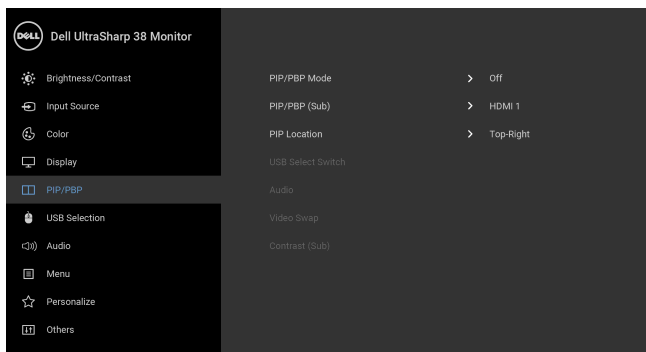 DELL Dell UltraSharp 38 Monitor
Brightness/Contrast
Input Source
Color
Display
PIP/PBP
USB Selection
Audio
Menu
Personalize
Others
PIP/PBP Mode > Off
PIP/PBP (Sub) > HDMI 1
PIP Location > Top-Right
USB Select Switch
Audio
Video Swap
Contrast (Sub)